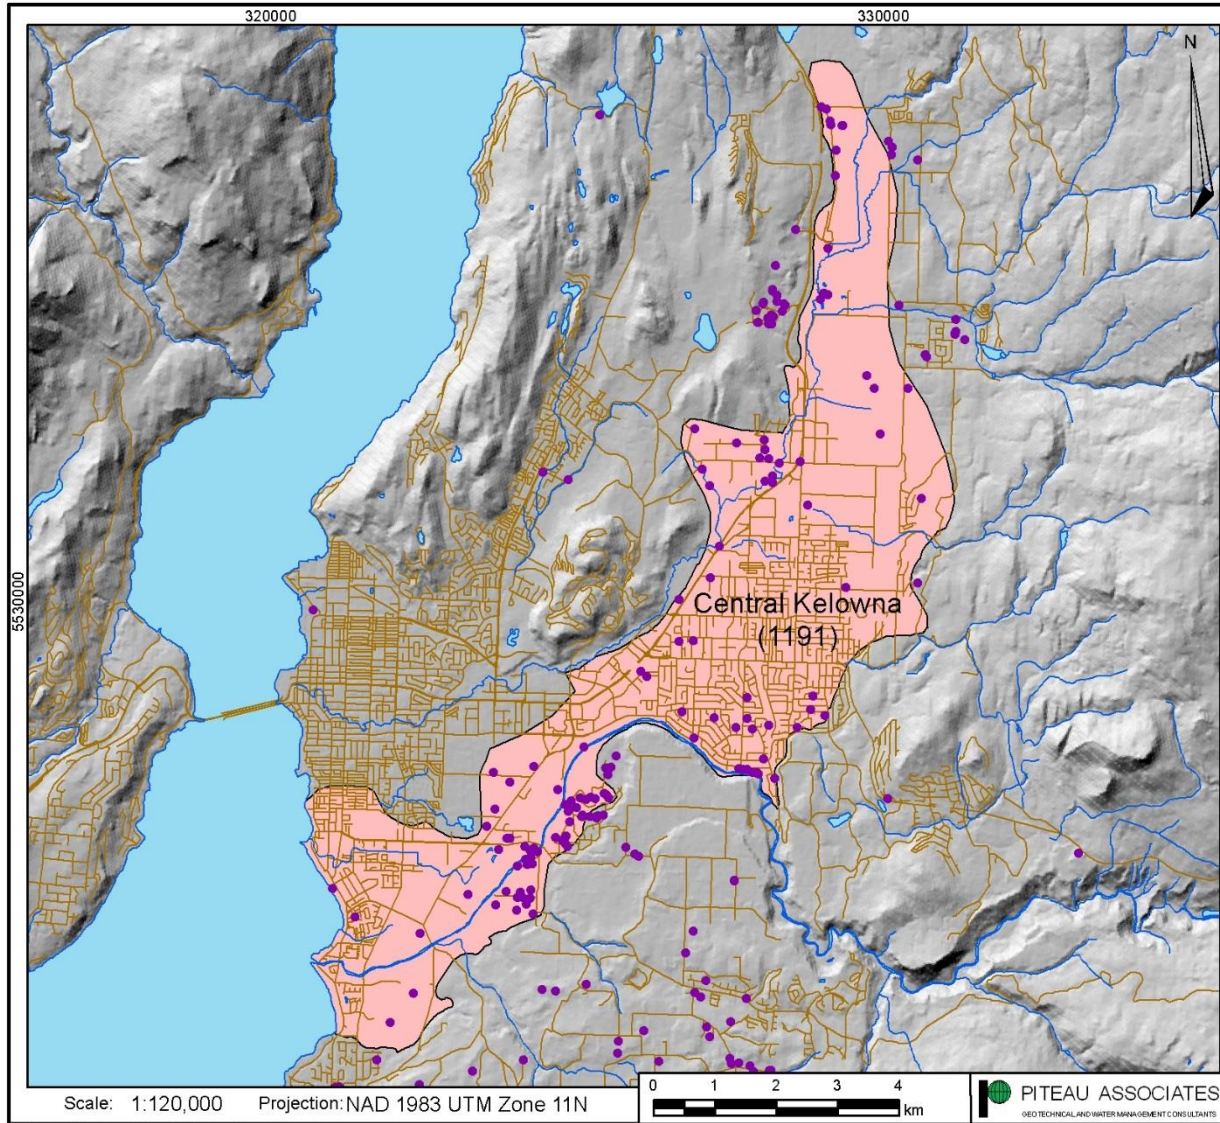 320000
330000
N
5530000
Central Kelowna
(1191)
Scale: 1:120,000
Projection: NAD 1983 UTM Zone 11N
0 1 2 3 4
km
PITEAU ASSOCIATES
GEOTECHNICAL AND WATER MANAGEMENT CONSULTANTS